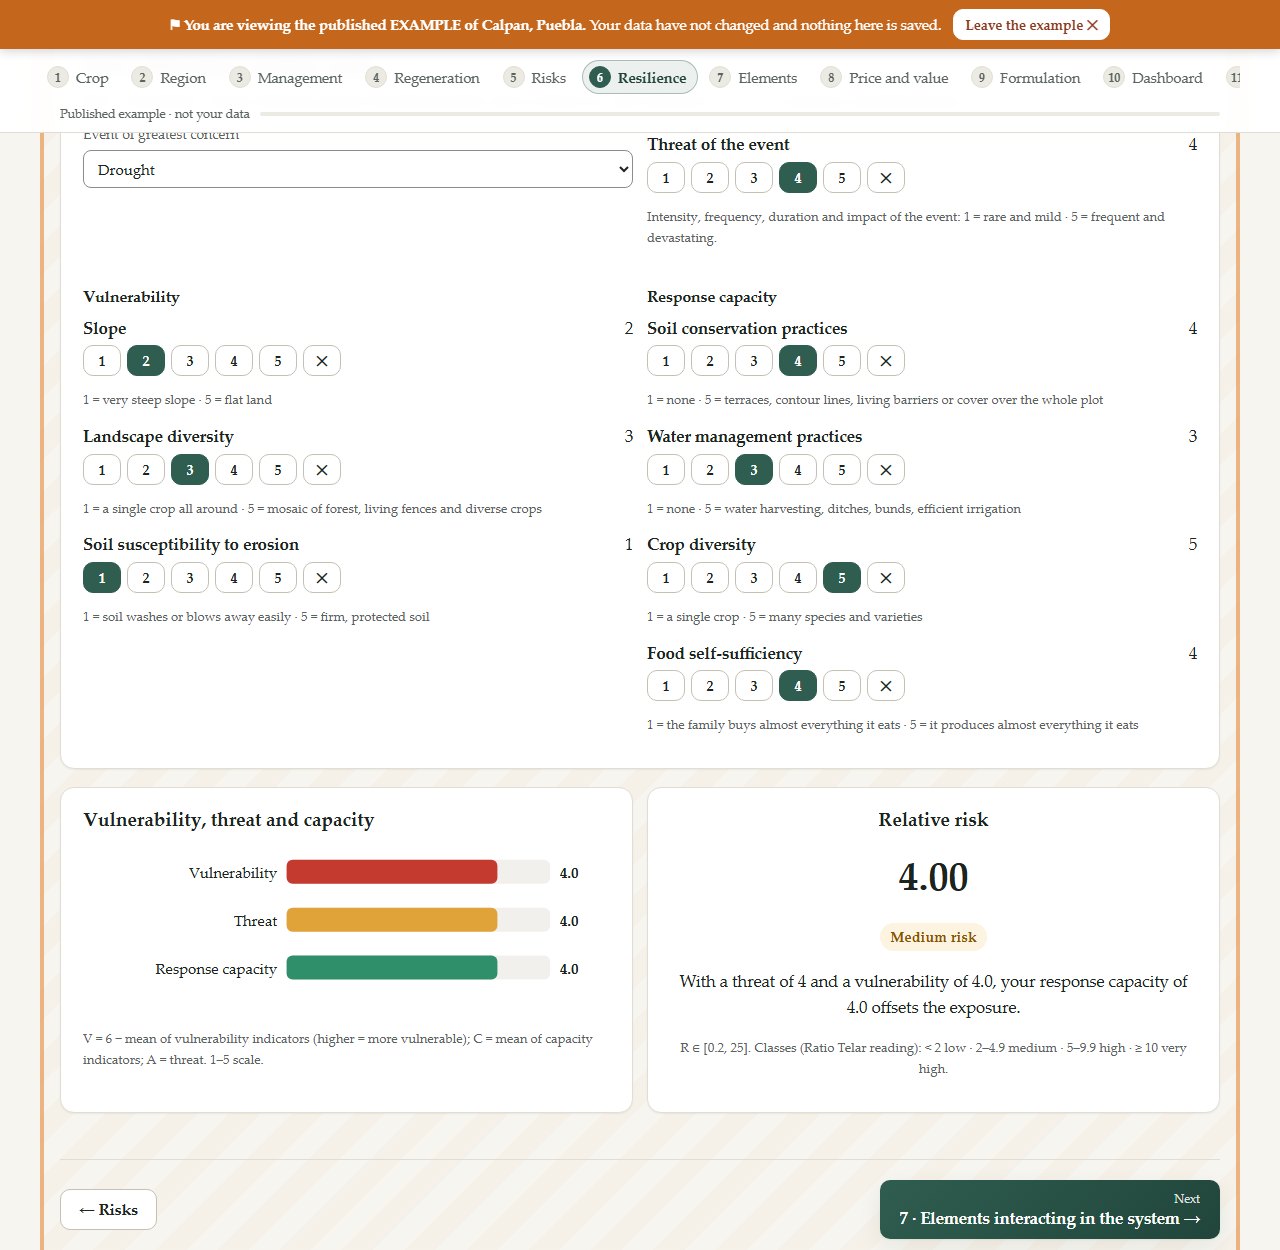 ⚑ You are viewing the published EXAMPLE of Calpan, Puebla. Your data have not changed and nothing here is saved. Leave the example ✕
1 Crop 2 Region 3 Management 4 Regeneration 5 Risks 6 Resilience 7 Elements 8 Price and value 9 Formulation 10 Dashboard 11
Published example · not your data
Event of greatest concern
Drought
Threat of the event 4
1 2 3 4 5 ✕
Intensity, frequency, duration and impact of the event: 1 = rare and mild · 5 = frequent and
devastating.
Vulnerability
Slope 2
1 2 3 4 5 ✕
1 = very steep slope · 5 = flat land
Landscape diversity 3
1 2 3 4 5 ✕
1 = a single crop all around · 5 = mosaic of forest, living fences and diverse crops
Soil susceptibility to erosion 1
1 2 3 4 5 ✕
1 = soil washes or blows away easily · 5 = firm, protected soil
Response capacity
Soil conservation practices 4
1 2 3 4 5 ✕
1 = none · 5 = terraces, contour lines, living barriers or cover over the whole plot
Water management practices 3
1 2 3 4 5 ✕
1 = none · 5 = water harvesting, ditches, bunds, efficient irrigation
Crop diversity 5
1 2 3 4 5 ✕
1 = a single crop · 5 = many species and varieties
Food self-sufficiency 4
1 2 3 4 5 ✕
1 = the family buys almost everything it eats · 5 = it produces almost everything it eats
Vulnerability, threat and capacity
Vulnerability 4.0
Threat 4.0
Response capacity 4.0
V = 6 − mean of vulnerability indicators (higher = more vulnerable); C = mean of capacity
indicators; A = threat. 1–5 scale.
Relative risk
4.00
Medium risk
With a threat of 4 and a vulnerability of 4.0, your response capacity of
4.0 offsets the exposure.
R ∈ [0.2, 25]. Classes (Ratio Telar reading): < 2 low · 2–4.9 medium · 5–9.9 high · ≥ 10 very
high.
← Risks
Next
7 · Elements interacting in the system →